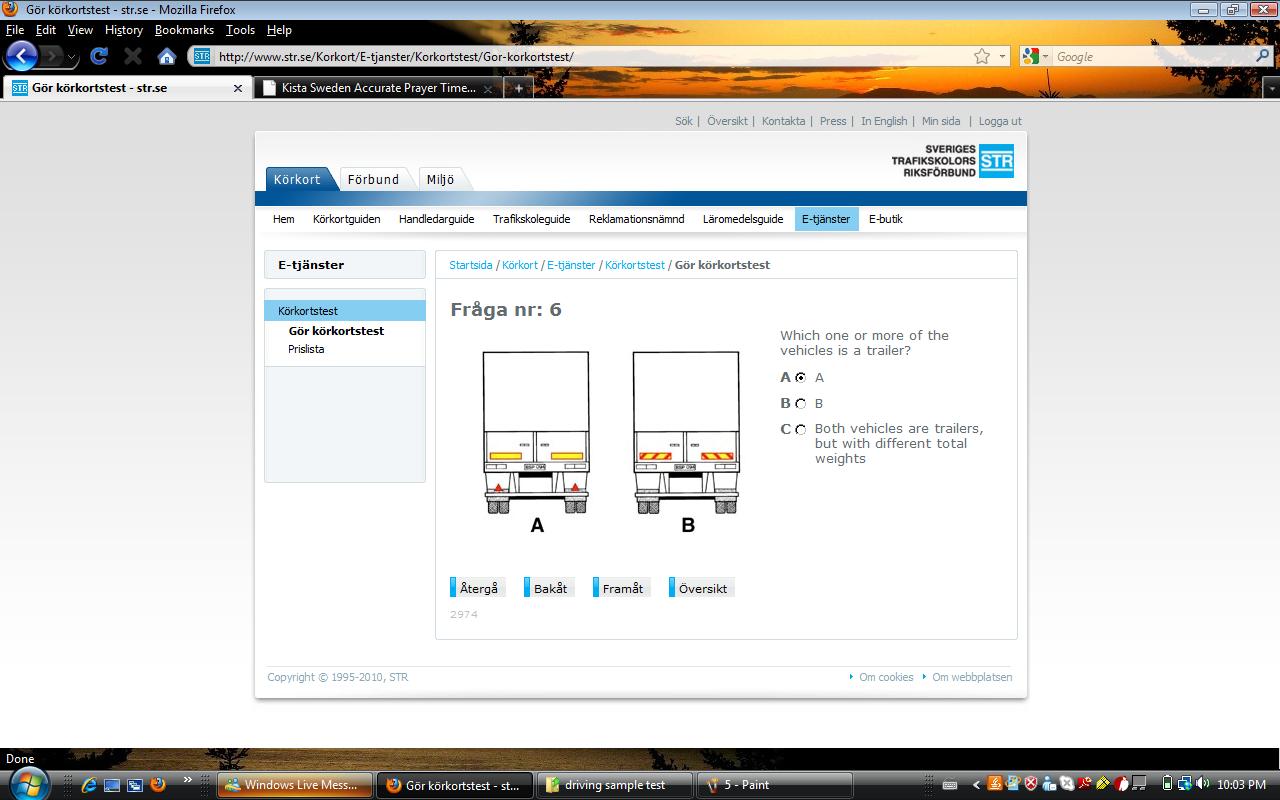 Gör körkortstest - str.se - Mozilla Firefox
File Edit View History Bookmarks Tools Help
STR http://www.str.se/Korkort/E-tjanster/Korkortstest/Gor-korkortstest/ Google
STR Gör körkortstest - str.se Kista Sweden Accurate Prayer Time...
Sök | Översikt | Kontakta | Press | In English | Min sida | Logga ut
SVERIGES
TRAFIKSKOLORS
RIKSFÖRBUND
STR
Körkort Förbund Miljö
Hem Körkortguiden Handledarguide Trafikskoleguide Reklamationsnämnd Läromedelsguide E-tjänster E-butik
E-tjänster
Körkortstest
Gör körkortstest
Prislista
Startsida / Körkort / E-tjänster / Körkortstest / Gör körkortstest
Fråga nr: 6
Which one or more of the
vehicles is a trailer?
A A
B B
C Both vehicles are trailers,
but with different total
weights
A B
Återgå Bakåt Framåt Översikt
2974
Copyright © 1995-2010, STR
Om cookies Om webbplatsen
Done
Windows Live Mess... Gör körkortstest - st... driving sample test 5 - Paint 10:03 PM